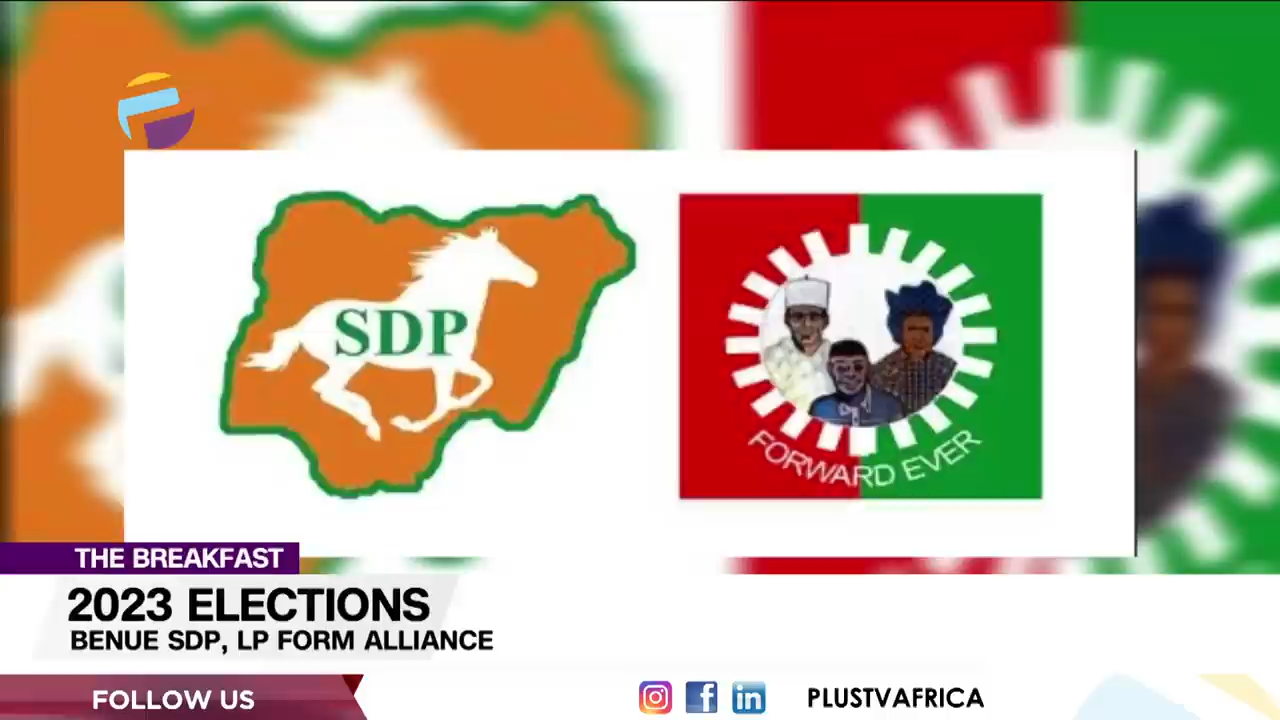 SDP
FORWARD EVER
THE BREAKFAST
2023 ELECTIONS
BENUE SDP, LP FORM ALLIANCE
FOLLOW US
PLUSTVAFRICA